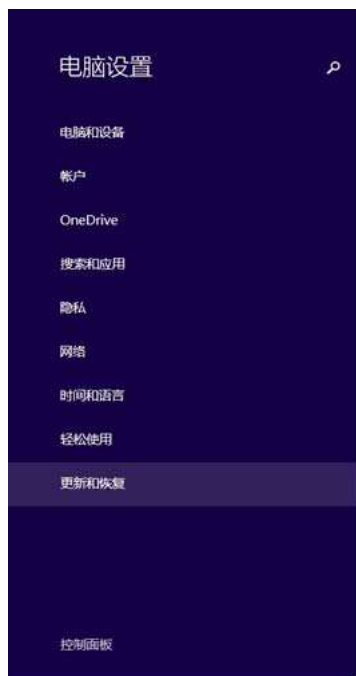 电脑设置
电脑和设备
帐户
OneDrive
搜索和应用
隐私
网络
时间和语言
轻松使用
更新和恢复
控制面板